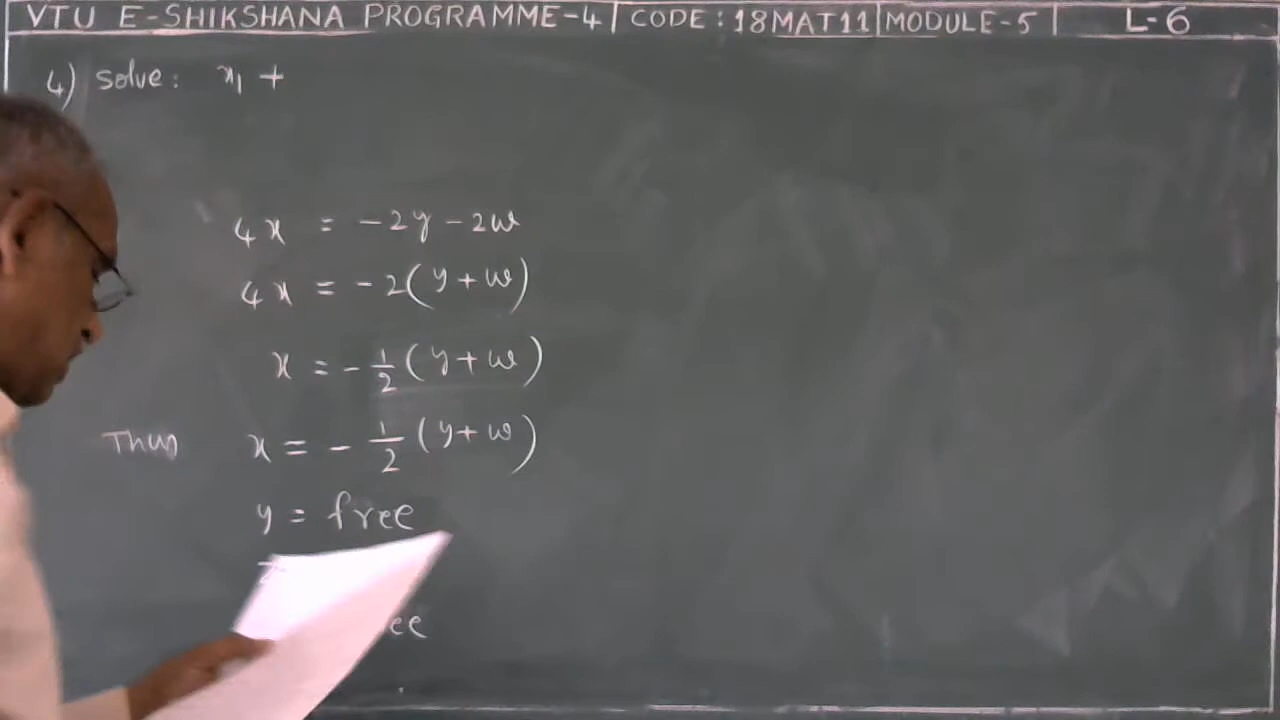 VTU E-SHIKSHANA PROGRAMME-4 | CODE: 18MAT11 | MODULE-5 | L-6
4) solve: x₁ +
4x = -2y - 2w
4x = -2(y+w)
x = -1/2 (y+w)
Thus x = -1/2 (y+w)
y = free
ee